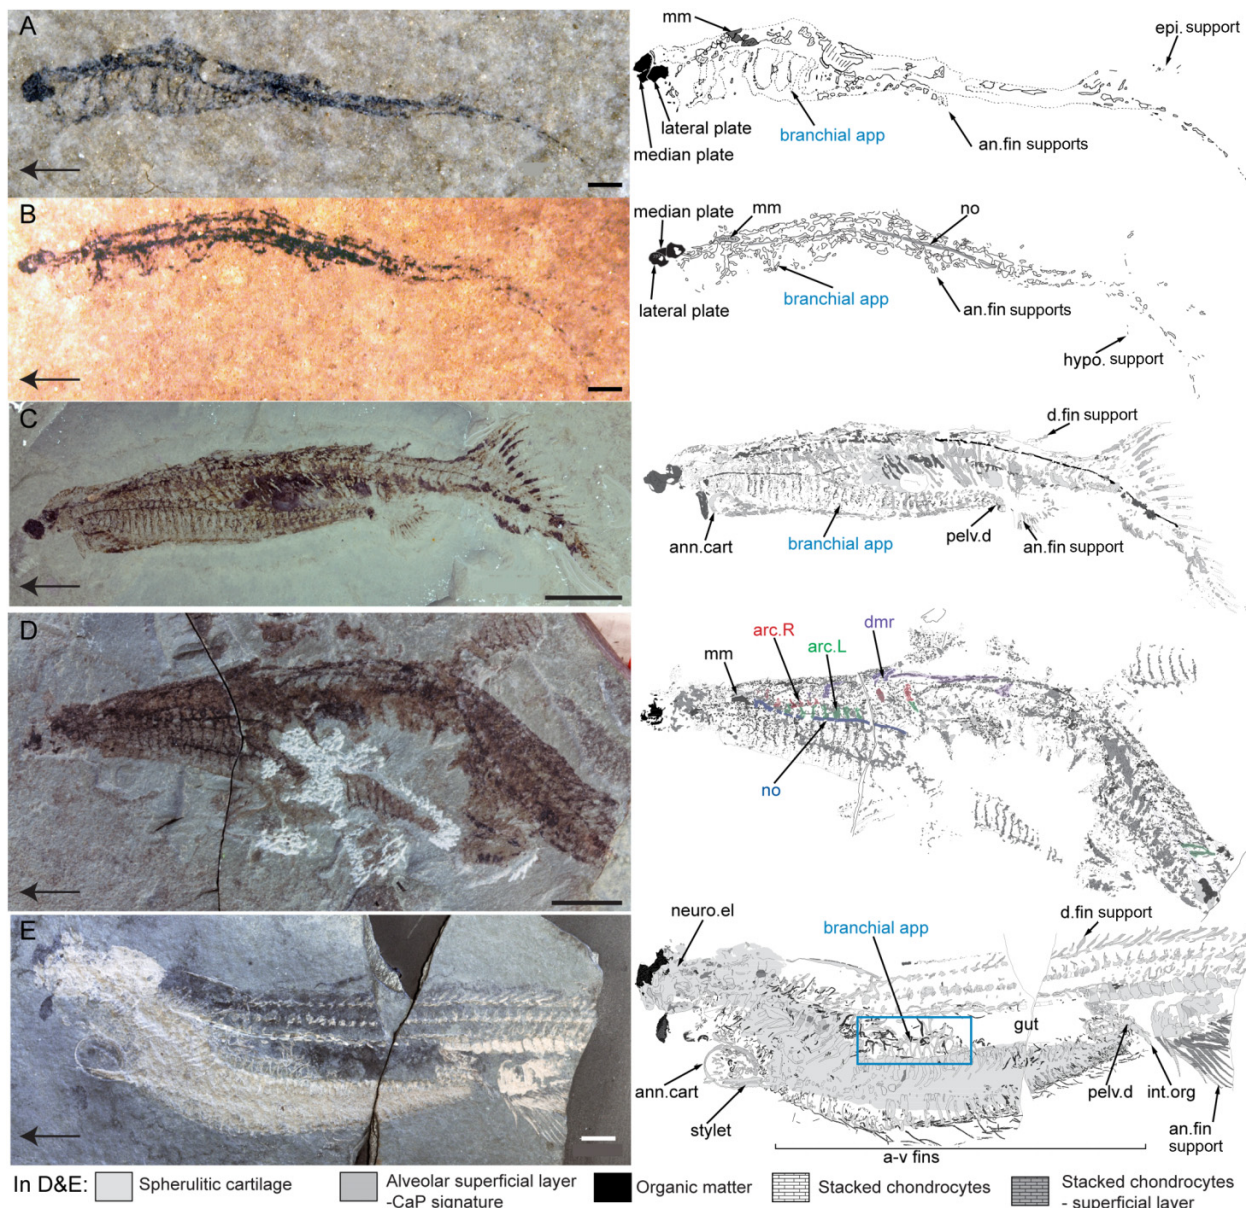 A
mm
epi. support
lateral plate
branchial app
median plate
an.fin supports
B
median plate
mm
no
lateral plate
branchial app
an.fin supports
hypo. support
C
d.fin support
ann.cart
branchial app
pelv.d
an.fin support
D
arc.R
dmr
arc.L
mm
no
E
neuro.el
branchial app
d.fin support
gut
ann.cart
stylet
pelv.d
int.org
an.fin
support
a-v fins
In D&E:
Spherulitic cartilage
Alveolar superficial layer
-CaP signature
Organic matter
Stacked chondrocytes
Stacked chondrocytes
- superficial layer